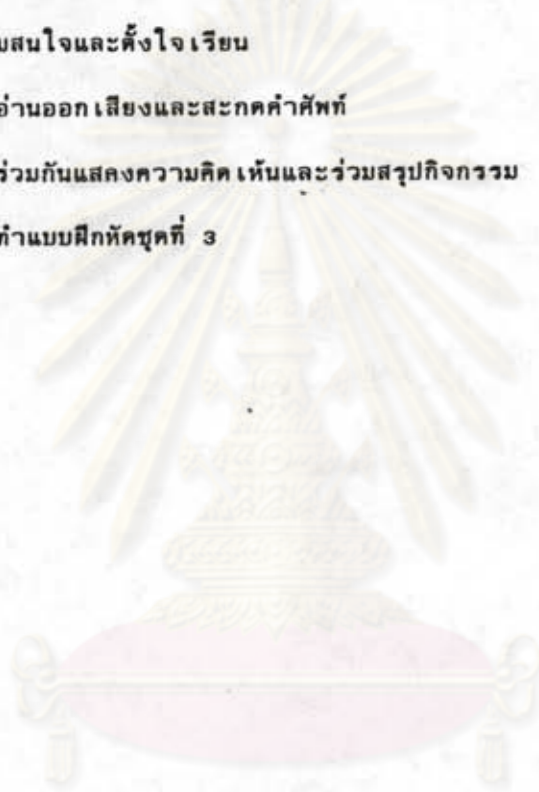 สนใจและตั้งใจเรียน
อ่านออกเสียงและสะกดคำศัพท์
ร่วมกันแสดงความคิดเห็นและร่วมสรุปกิจกรรม
ทำแบบฝึกหัดชุดที่ 3